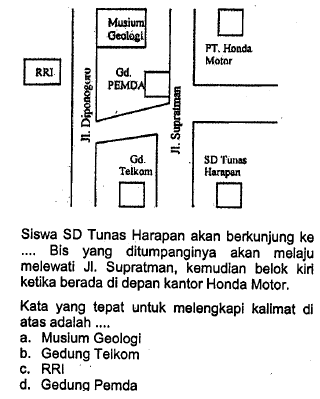 Musium
Geologi
PT. Honda
Motor
RRI
Gd.
PEMDA
Jl. Diponogoro
Jl. Supratman
Gd.
Telkom
SD Tunas
Harapan
Siswa SD Tunas Harapan akan berkunjung ke
.... Bis yang ditumpanginya akan melaju
melewati Jl. Supratman, kemudian belok kiri
ketika berada di depan kantor Honda Motor.
Kata yang tepat untuk melengkapi kalimat di
atas adalah ....
a. Musium Geologi
b. Gedung Telkom
c. RRI
d. Gedung Pemda